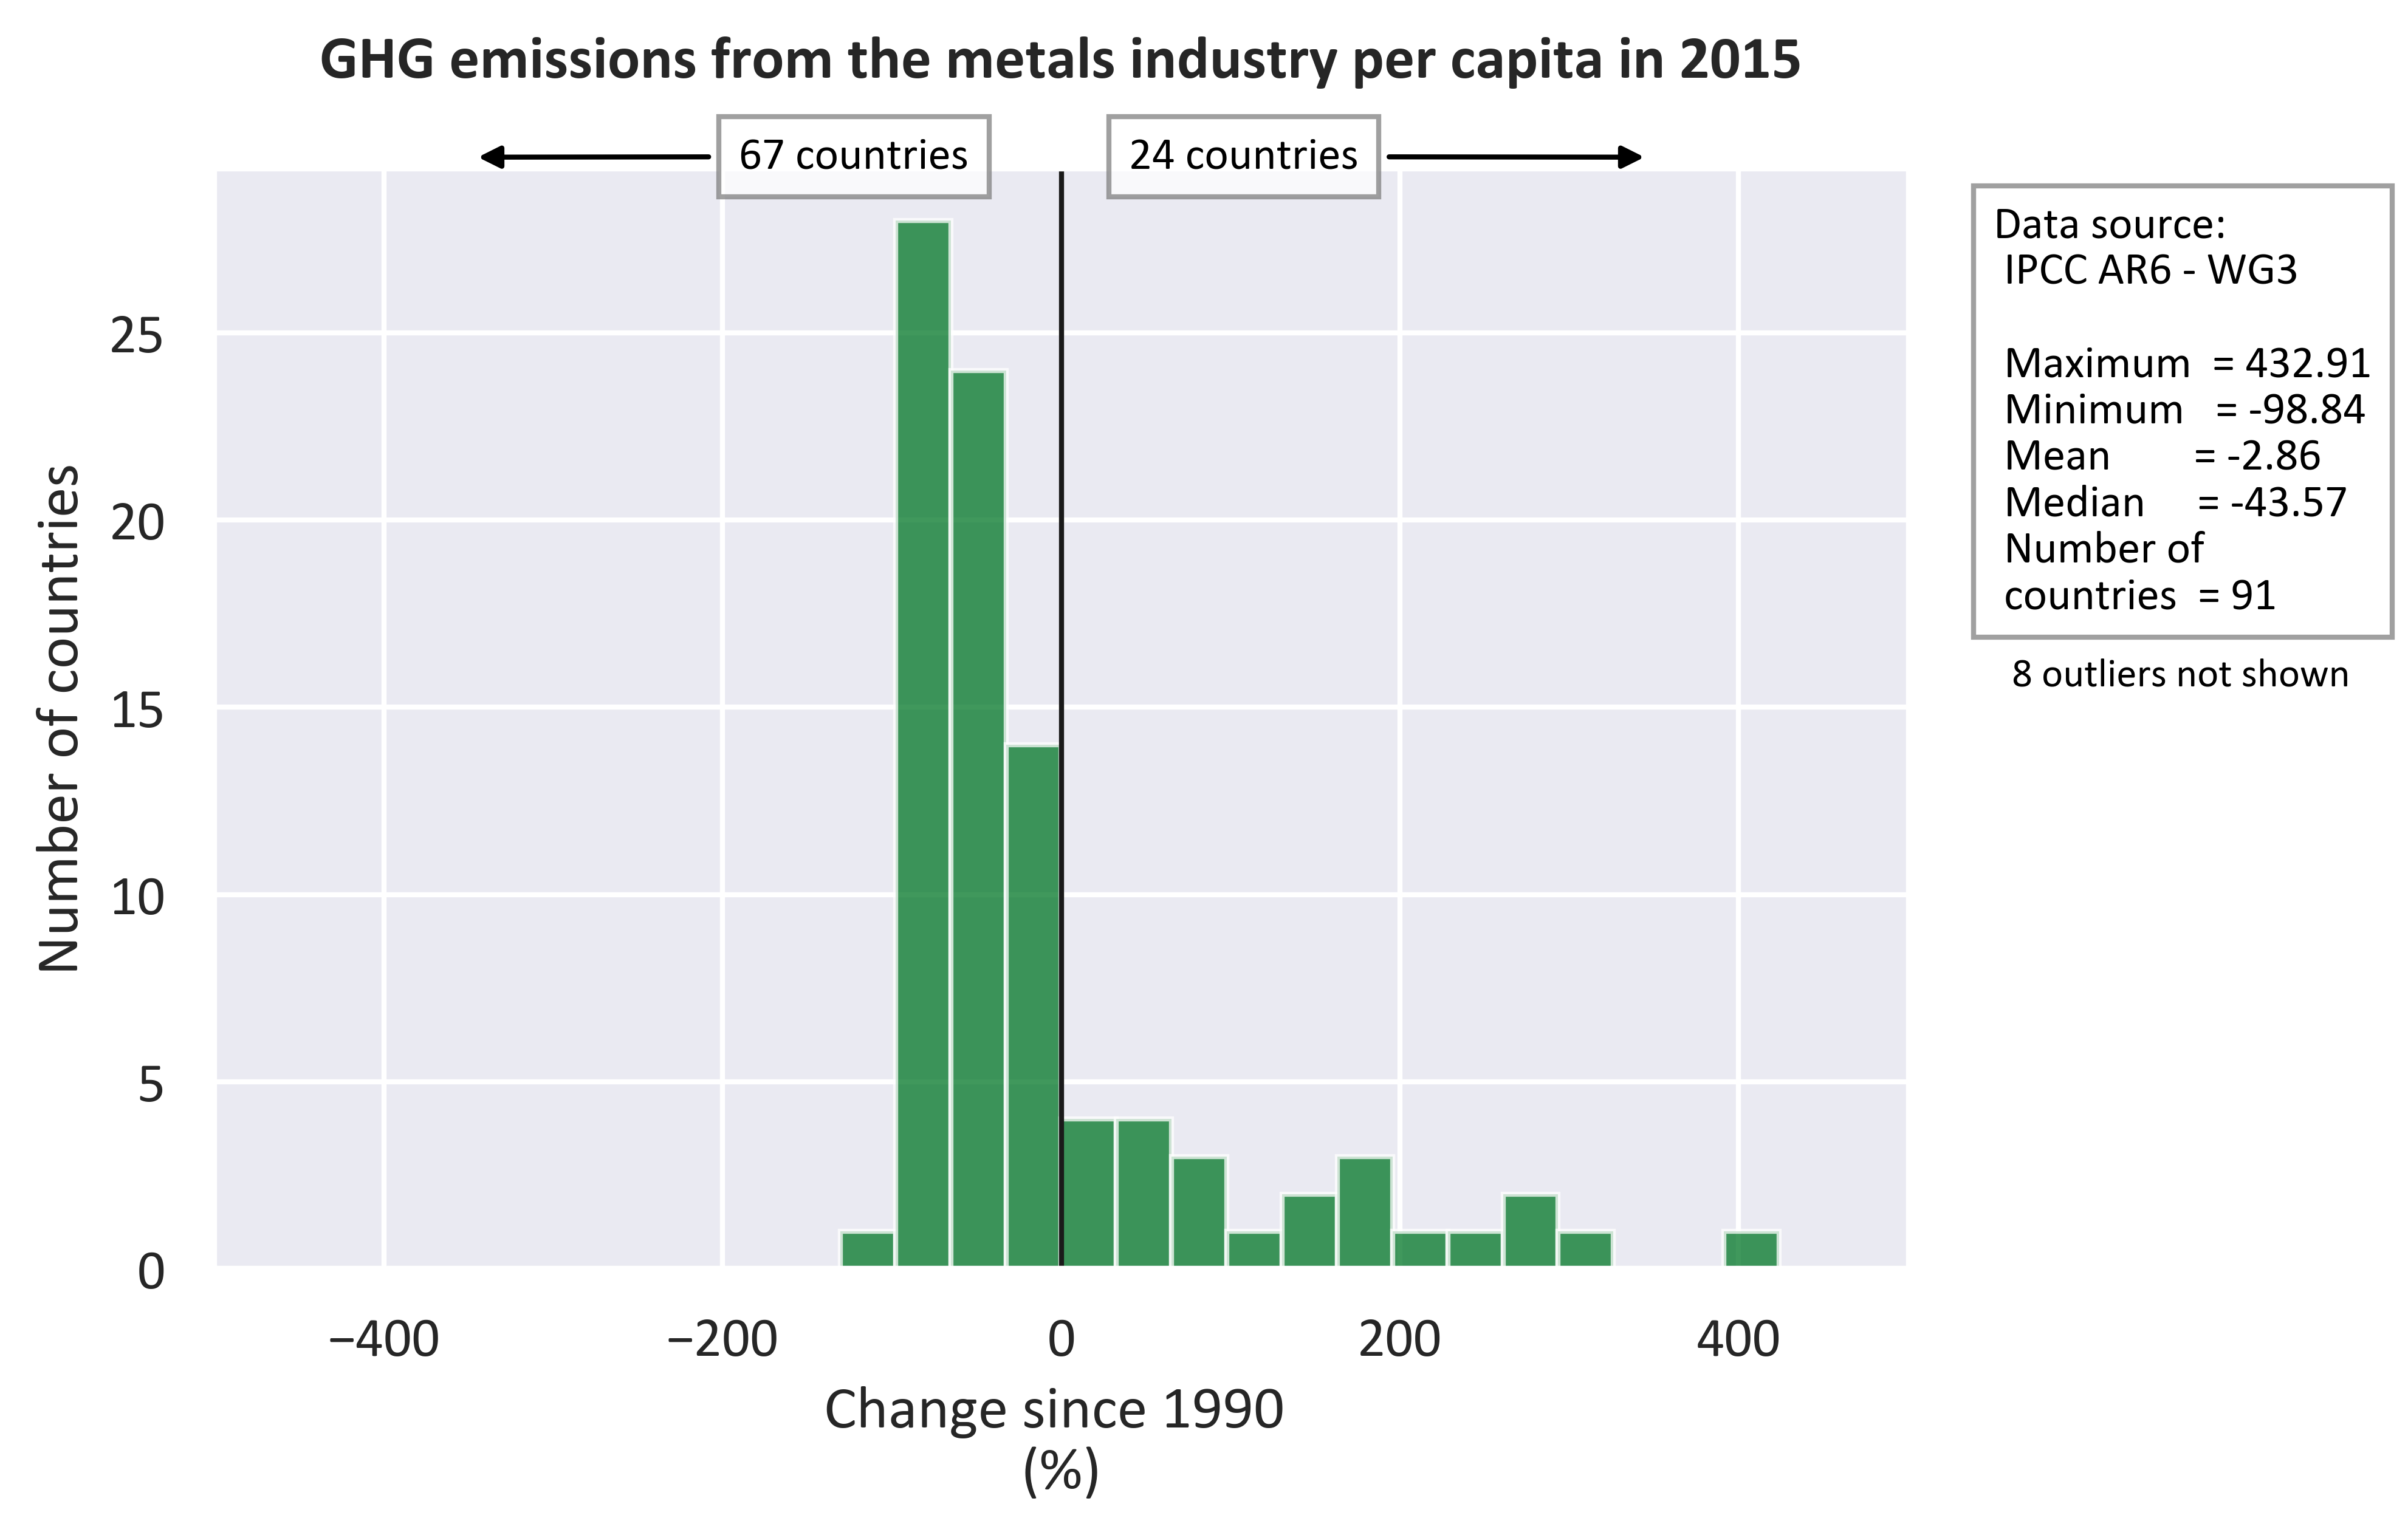 GHG emissions from the metals industry per capita in 2015
67 countries
24 countries
Data source:
IPCC AR6 - WG3
Maximum = 432.91
Minimum = -98.84
Mean = -2.86
Median = -43.57
Number of
countries = 91
8 outliers not shown
Number of countries
25
20
15
10
5
0
−400 −200 0 200 400
Change since 1990
(%)